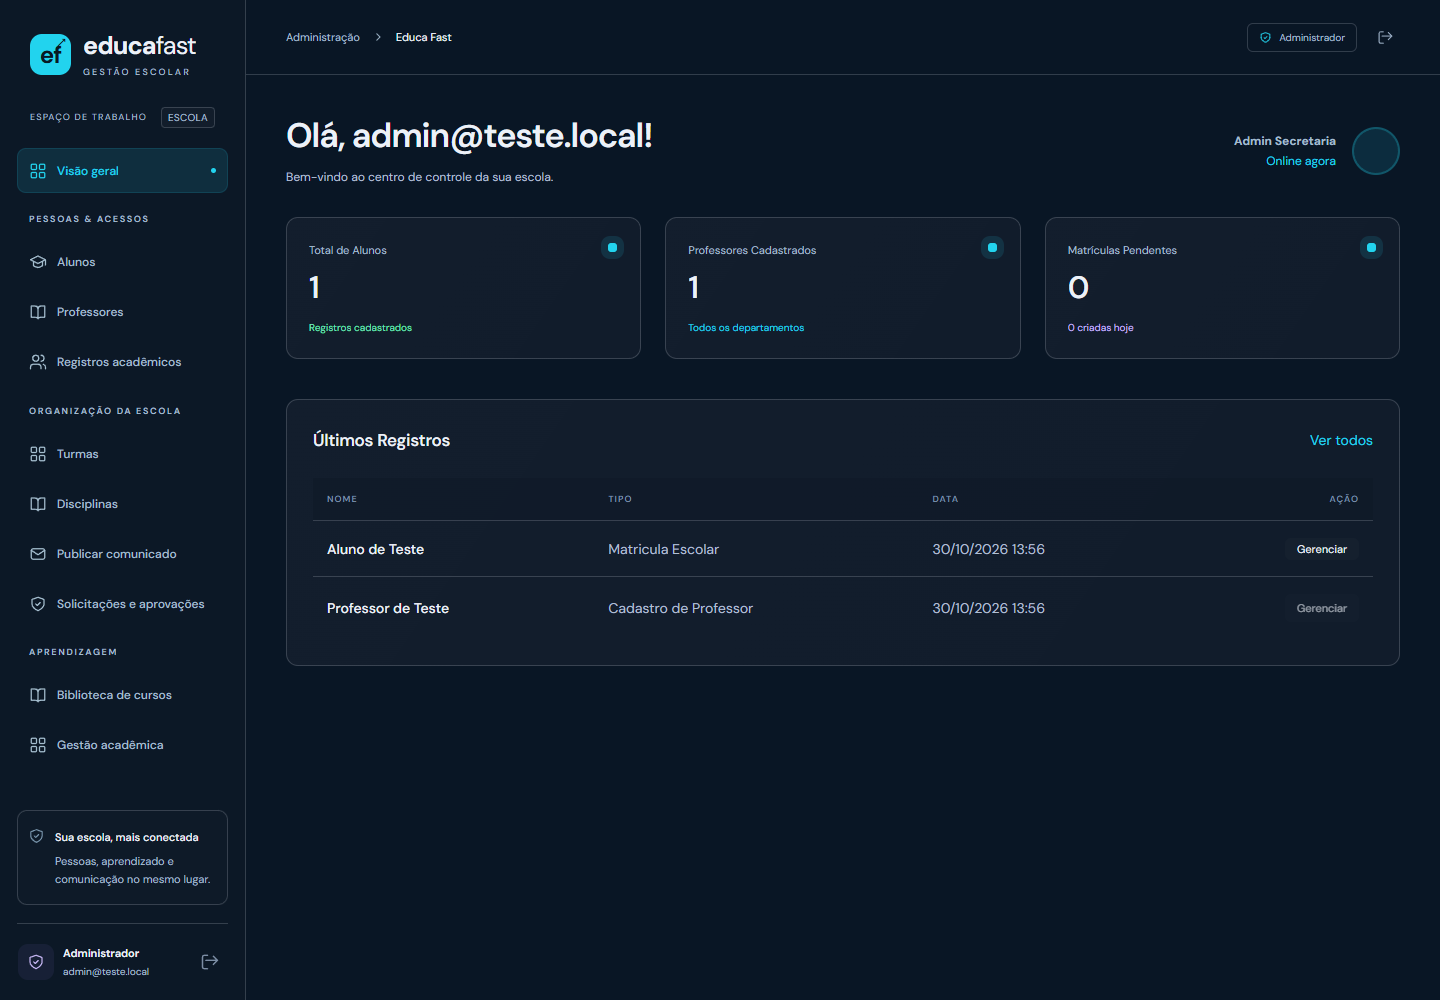 ef educafast
GESTÃO ESCOLAR
ESPAÇO DE TRABALHO ESCOLA
Visão geral
PESSOAS & ACESSOS
Alunos
Professores
Registros acadêmicos
ORGANIZAÇÃO DA ESCOLA
Turmas
Disciplinas
Publicar comunicado
Solicitações e aprovações
APRENDIZAGEM
Biblioteca de cursos
Gestão acadêmica
Sua escola, mais conectada
Pessoas, aprendizado e
comunicação no mesmo lugar.
Administrador
admin@teste.local
Administração > Educa Fast
Administrador
Olá, admin@teste.local!
Bem-vindo ao centro de controle da sua escola.
Admin Secretaria
Online agora
Total de Alunos
1
Registros cadastrados
Professores Cadastrados
1
Todos os departamentos
Matrículas Pendentes
0
0 criadas hoje
Últimos Registros
Ver todos
NOME TIPO DATA AÇÃO
Aluno de Teste Matricula Escolar 30/10/2026 13:56 Gerenciar
Professor de Teste Cadastro de Professor 30/10/2026 13:56 Gerenciar